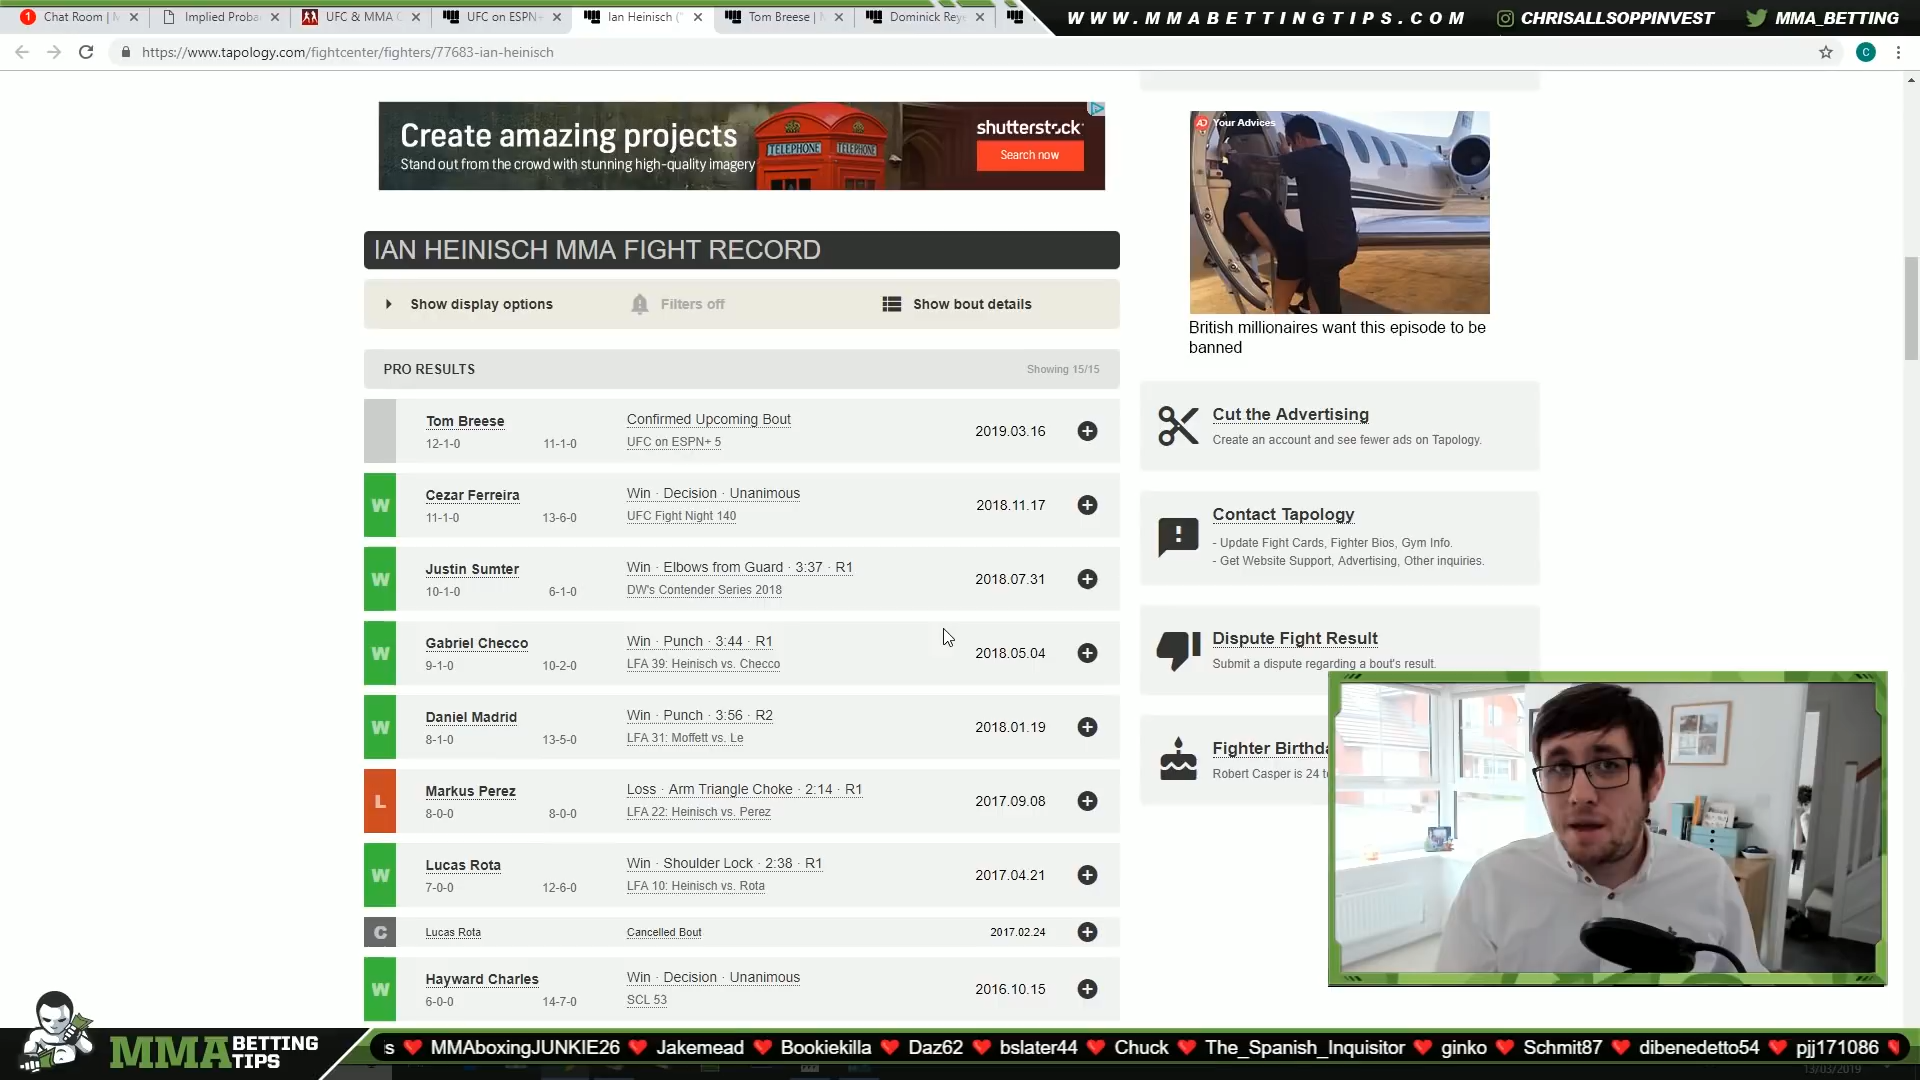 Chat Room | M
Implied Proba
UFC & MMA O
UFC on ESPN+
Ian Heinisch ("
Tom Breese | M
Dominick Reye
WWW.MMABETTINGTIPS.COM
CHRISALLSOPPINVEST
MMA_BETTING
https://www.tapology.com/fightcenter/fighters/77683-ian-heinisch
C
Create amazing projects
Stand out from the crowd with stunning high-quality imagery
TELEPHONE
TELEPHONE
shutterstock
Search now
AD Your Advices
British millionaires want this episode to be
banned
IAN HEINISCH MMA FIGHT RECORD
Show display options
Filters off
Show bout details
PRO RESULTS
Showing 15/15
Tom Breese
12-1-0 11-1-0
Confirmed Upcoming Bout
UFC on ESPN+ 5
2019.03.16
W
Cezar Ferreira
11-1-0 13-6-0
Win · Decision · Unanimous
UFC Fight Night 140
2018.11.17
W
Justin Sumter
10-1-0 6-1-0
Win · Elbows from Guard · 3:37 · R1
DW's Contender Series 2018
2018.07.31
W
Gabriel Checco
9-1-0 10-2-0
Win · Punch · 3:44 · R1
LFA 39: Heinisch vs. Checco
2018.05.04
W
Daniel Madrid
8-1-0 13-5-0
Win · Punch · 3:56 · R2
LFA 31: Moffett vs. Le
2018.01.19
L
Markus Perez
8-0-0 8-0-0
Loss · Arm Triangle Choke · 2:14 · R1
LFA 22: Heinisch vs. Perez
2017.09.08
W
Lucas Rota
7-0-0 12-6-0
Win · Shoulder Lock · 2:38 · R1
LFA 10: Heinisch vs. Rota
2017.04.21
C
Lucas Rota
Cancelled Bout
2017.02.24
W
Hayward Charles
6-0-0 14-7-0
Win · Decision · Unanimous
SCL 53
2016.10.15
Cut the Advertising
Create an account and see fewer ads on Tapology.
Contact Tapology
- Update Fight Cards, Fighter Bios, Gym Info.
- Get Website Support, Advertising, Other inquiries.
Dispute Fight Result
Submit a dispute regarding a bout's result.
Fighter Birthda
Robert Casper is 24 t
MMA BETTING TIPS
is MMAboxingJUNKIE26 Jakemead Bookiekilla Daz62 bslater44 Chuck The_Spanish_Inquisitor ginko Schmit87 dibenedetto54 pjj171086
13/03/2019